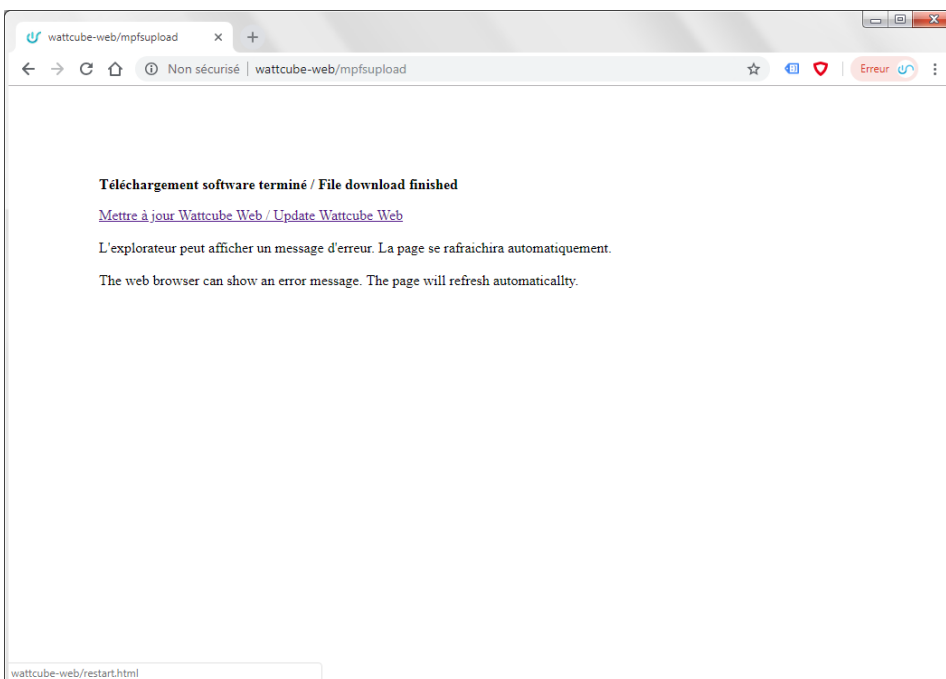 wattcube-web/mpfsupload
Non sécurisé | wattcube-web/mpfsupload
Erreur
Téléchargement software terminé / File download finished
Mettre à jour Wattcube Web / Update Wattcube Web
L'explorateur peut afficher un message d'erreur. La page se rafraichira automatiquement.
The web browser can show an error message. The page will refresh automaticallty.
wattcube-web/restart.html